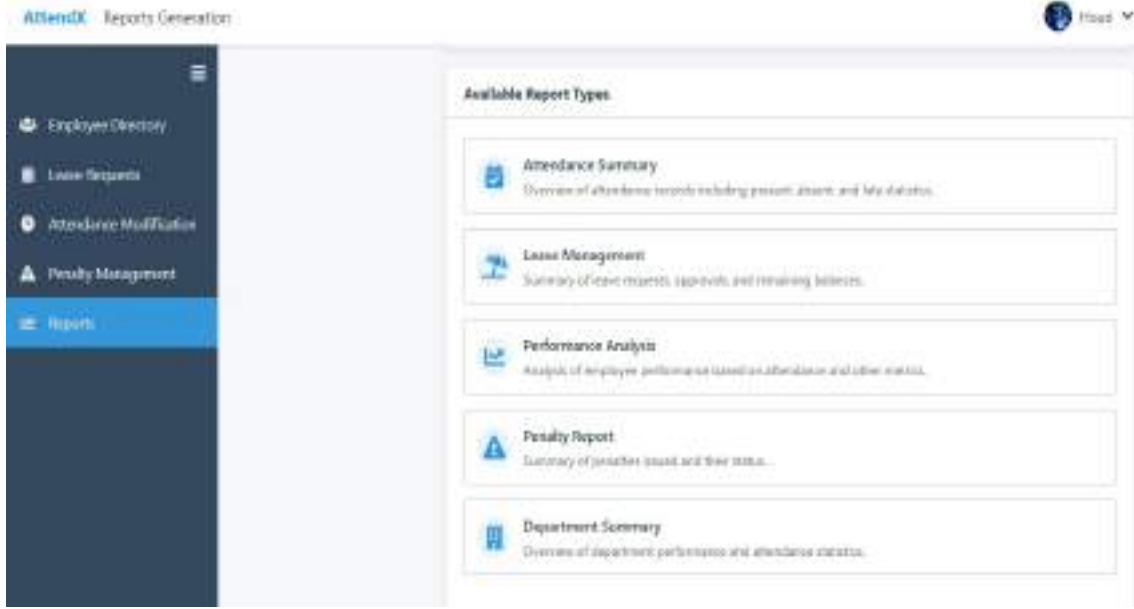 AttendX Reports Generation
Employee Directory
Leave Requests
Attendance Modification
Penalty Management
Reports
Available Report Types
Attendance Summary
Overview of attendance records including present, absent, and late statistics.
Leave Management
Summary of leave requests, approvals, and remaining balances.
Performance Analysis
Analysis of employee performance based on attendance and other metrics.
Penalty Report
Summary of penalties issued and their status.
Department Summary
Overview of department performance and attendance statistics.